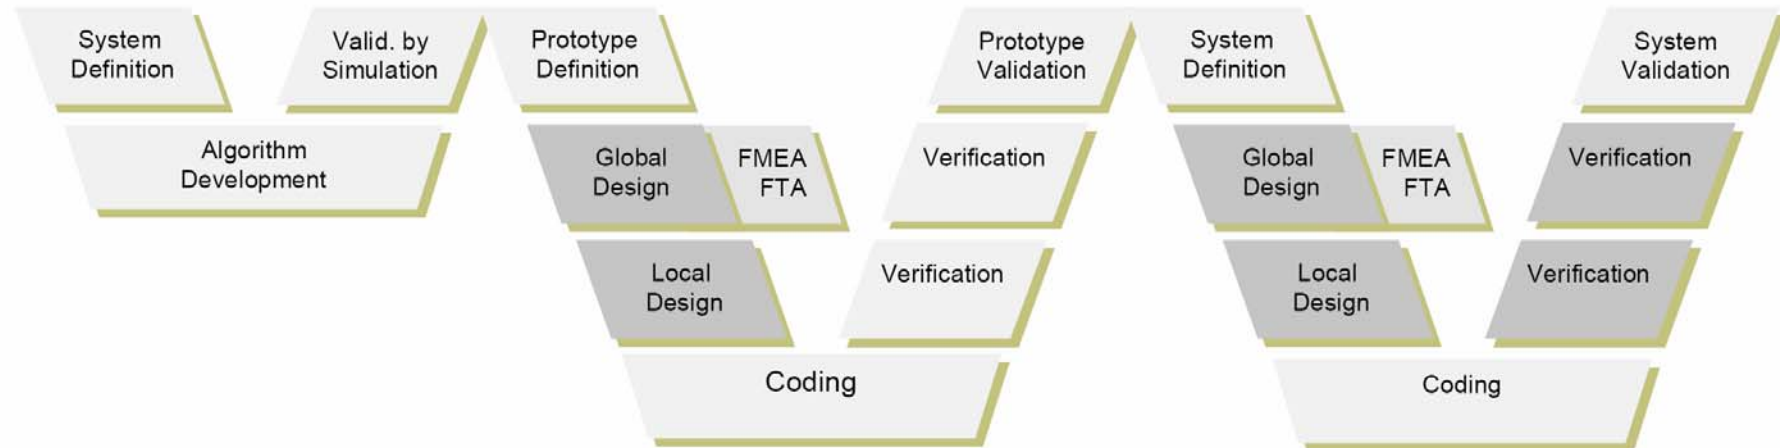 System
Definition
Valid. by
Simulation
Prototype
Definition
Prototype
Validation
System
Definition
System
Validation
Algorithm
Development
Global
Design
FMEA
FTA
Verification
Global
Design
FMEA
FTA
Verification
Local
Design
Verification
Local
Design
Verification
Coding
Coding